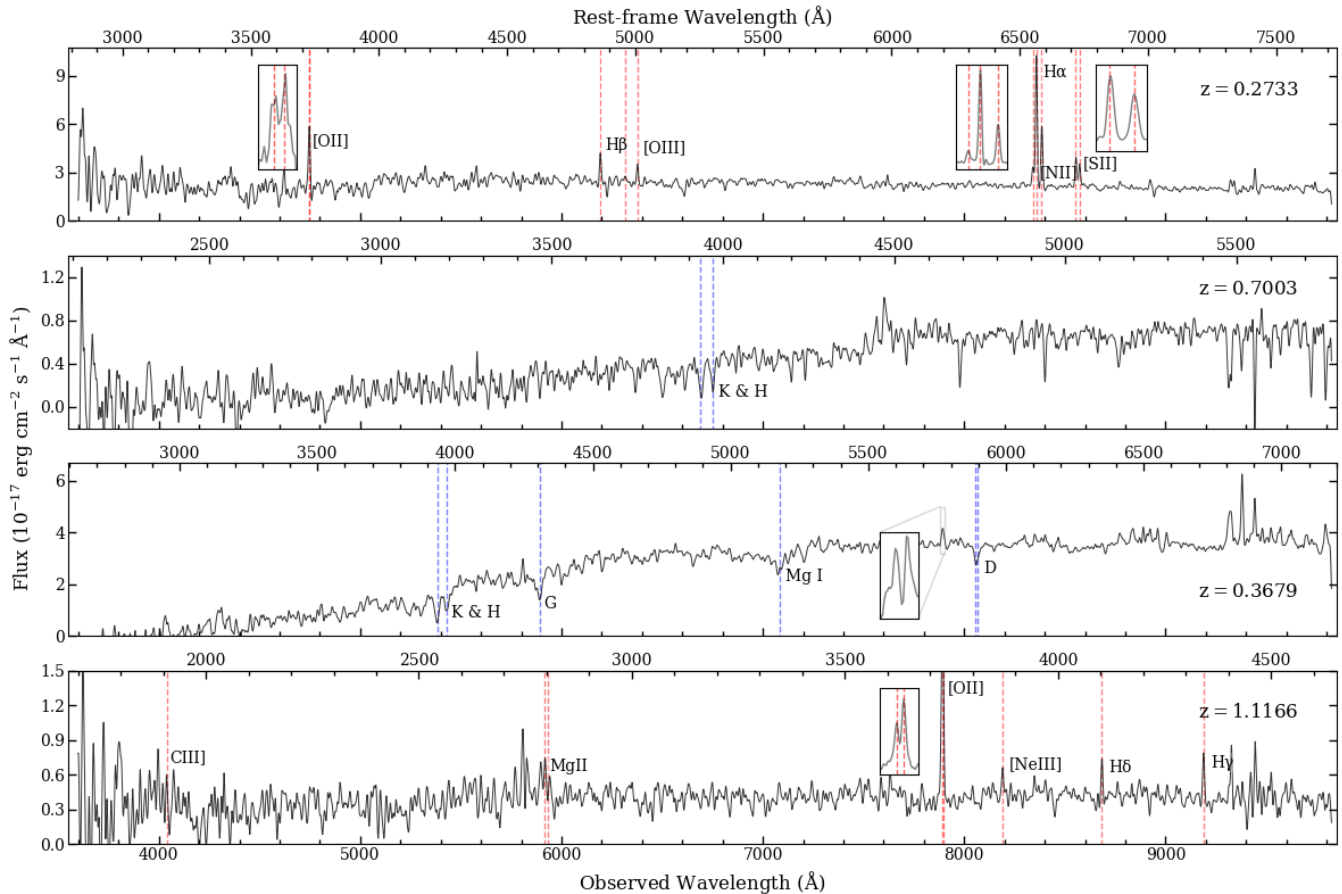 Rest-frame Wavelength (Å)
3000 3500 4000 4500 5000 5500 6000 6500 7000 7500
9
6
3
0
[OII]
Hβ
[OIII]
Hα
[NII]
[SII]
z = 0.2733
2500 3000 3500 4000 4500 5000 5500
1.2
0.8
0.4
0.0
K & H
z = 0.7003
Flux (10⁻¹⁷ erg cm⁻² s⁻¹ Å⁻¹)
3000 3500 4000 4500 5000 5500 6000 6500 7000
6
4
2
0
K & H
G
Mg I
D
z = 0.3679
2000 2500 3000 3500 4000 4500
1.5
1.2
0.9
0.6
0.3
0.0
CIII]
MgII
[OII]
[NeIII]
Hδ
Hγ
z = 1.1166
4000 5000 6000 7000 8000 9000
Observed Wavelength (Å)